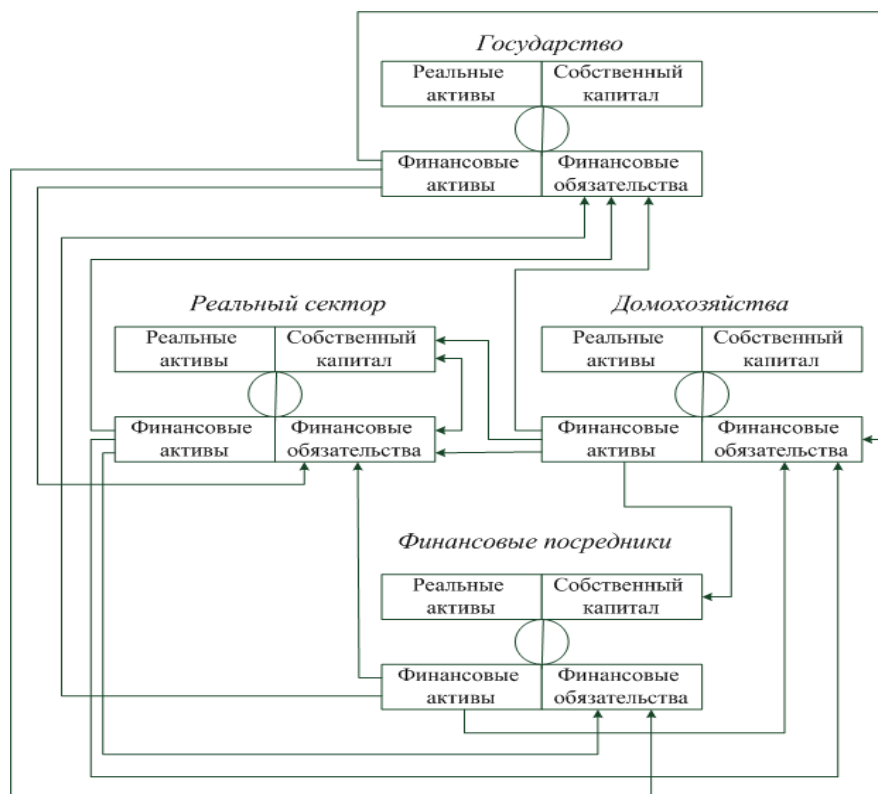 Государство
Реальные Собственный
активы капитал
Финансовые Финансовые
активы обязательства
Реальный сектор
Реальные Собственный
активы капитал
Финансовые Финансовые
активы обязательства
Домохозяйства
Реальные Собственный
активы капитал
Финансовые Финансовые
активы обязательства
Финансовые посредники
Реальные Собственный
активы капитал
Финансовые Финансовые
активы обязательства